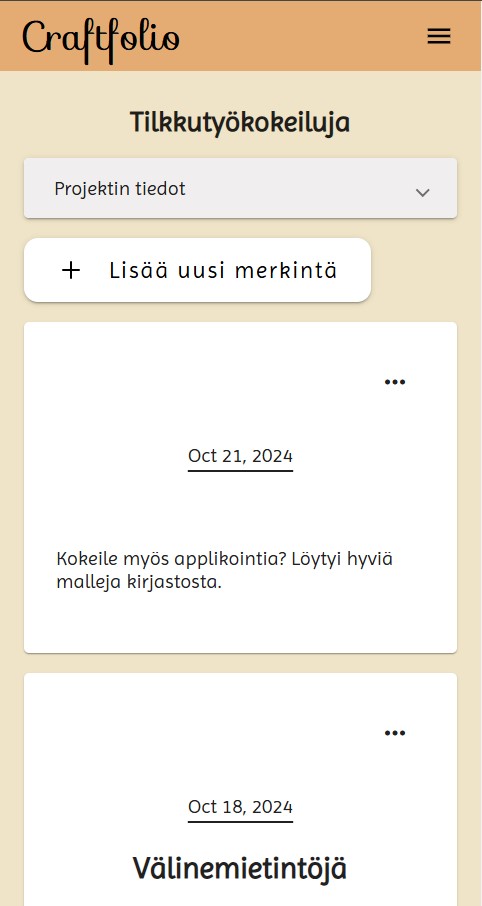 Craftfolio
Tilkkutyökokeiluja
Projektin tiedot
Lisää uusi merkintä
Oct 21, 2024
Kokeile myös applikointia? Löytyi hyviä
malleja kirjastosta.
Oct 18, 2024
Välinemietintöjä